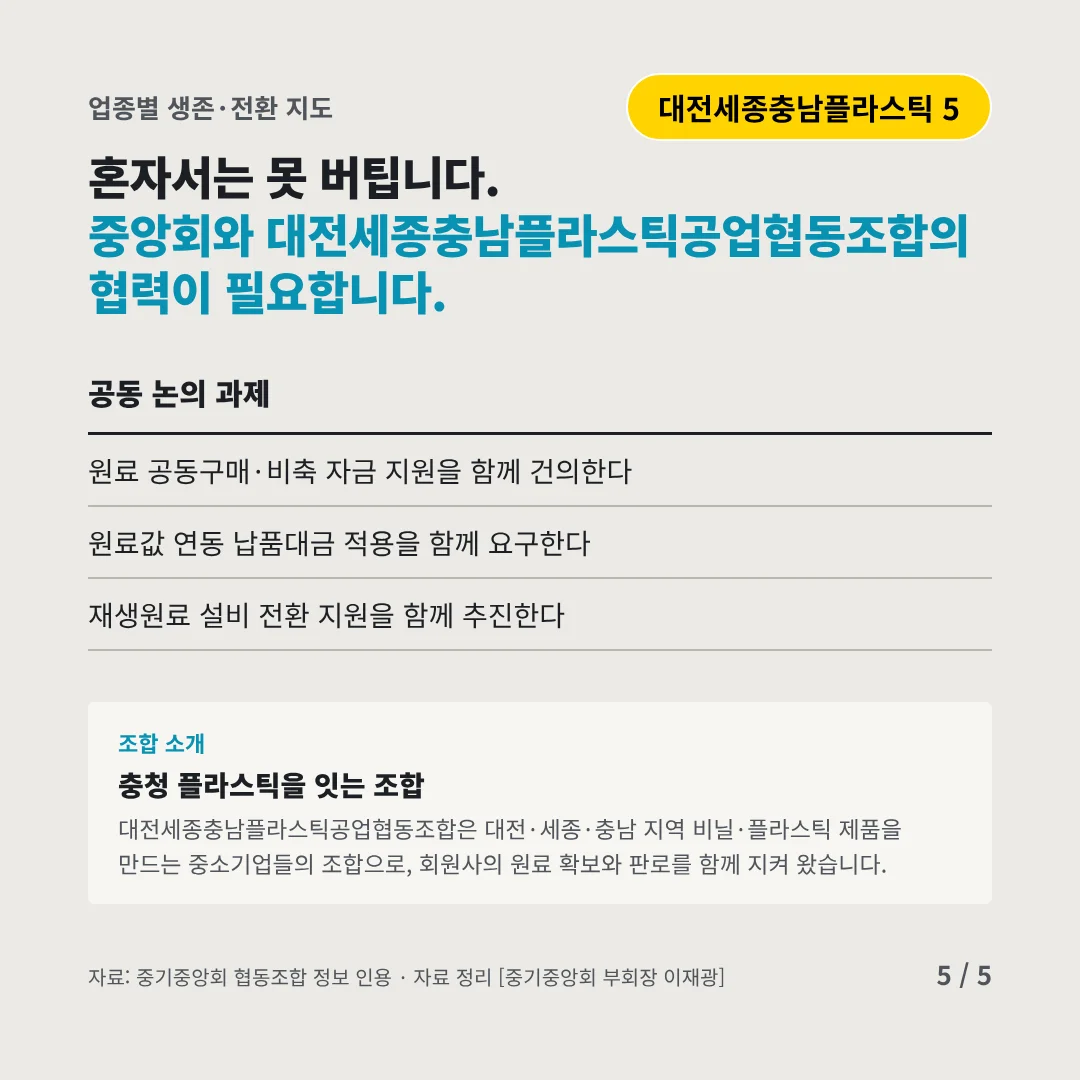 업종별 생존·전환 지도
대전세종충남플라스틱 5
혼자서는 못 버팁니다.
중앙회와 대전세종충남플라스틱공업협동조합의
협력이 필요합니다.
공동 논의 과제
원료 공동구매·비축 자금 지원을 함께 건의한다
원료값 연동 납품대금 적용을 함께 요구한다
재생원료 설비 전환 지원을 함께 추진한다
조합 소개
충청 플라스틱을 잇는 조합
대전세종충남플라스틱공업협동조합은 대전·세종·충남 지역 비닐·플라스틱 제품을
만드는 중소기업들의 조합으로, 회원사의 원료 확보와 판로를 함께 지켜 왔습니다.
자료: 중기중앙회 협동조합 정보 인용 · 자료 정리 [중기중앙회 부회장 이재광]
5 / 5